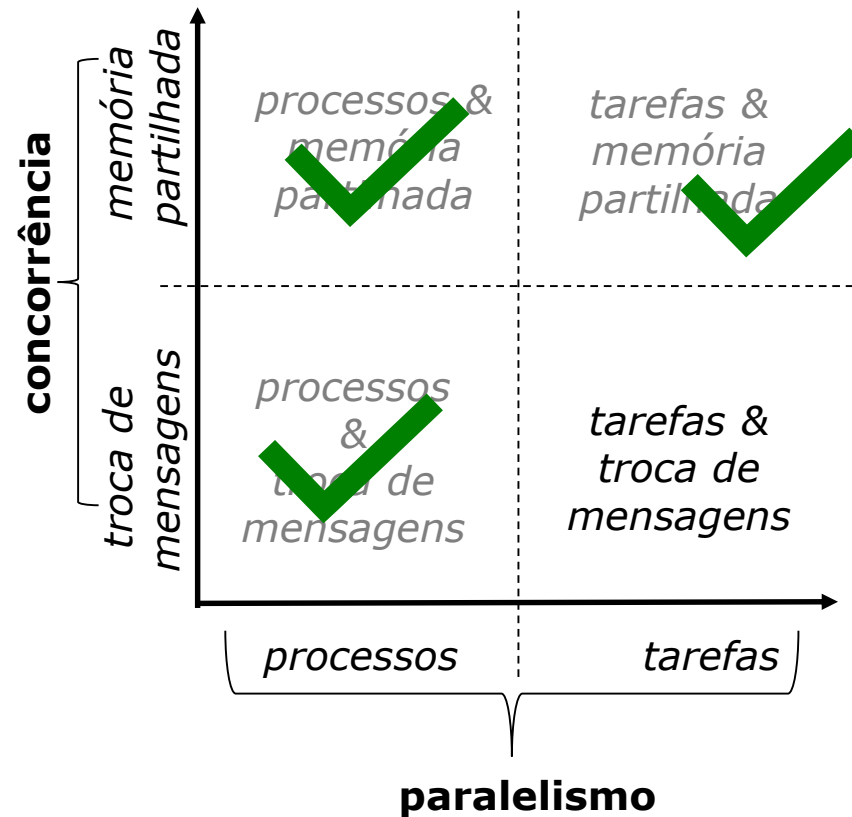 concorrência
memória
partilhada
troca de
mensagens
processos &
memória
partilhada
tarefas &
memória
partilhada
processos
&
troca de
mensagens
tarefas &
troca de
mensagens
processos
tarefas
paralelismo